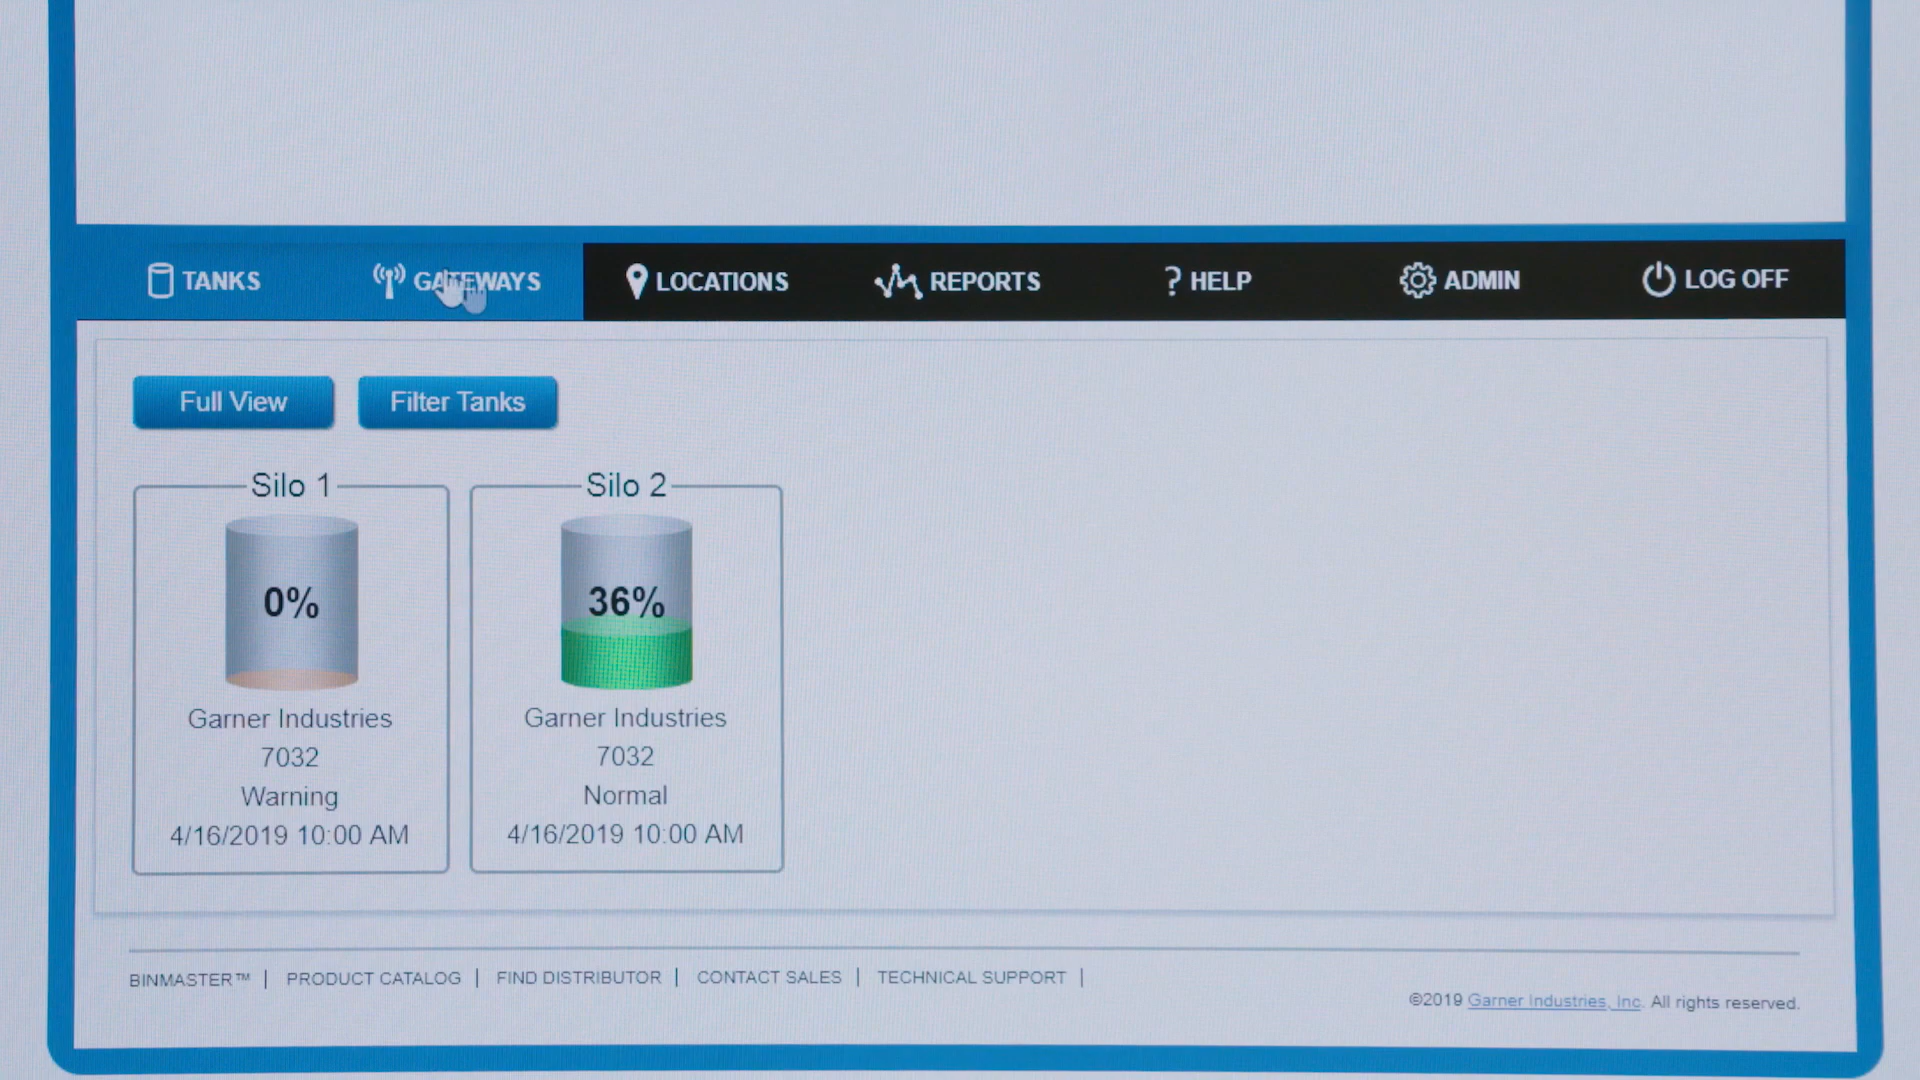 TANKS GATEWAYS LOCATIONS REPORTS ? HELP ADMIN LOG OFF
Full View Filter Tanks
Silo 1
0%
Garner Industries
7032
Warning
4/16/2019 10:00 AM
Silo 2
36%
Garner Industries
7032
Normal
4/16/2019 10:00 AM
BINMASTER™ | PRODUCT CATALOG | FIND DISTRIBUTOR | CONTACT SALES | TECHNICAL SUPPORT |
©2019 Garner Industries, Inc. All rights reserved.